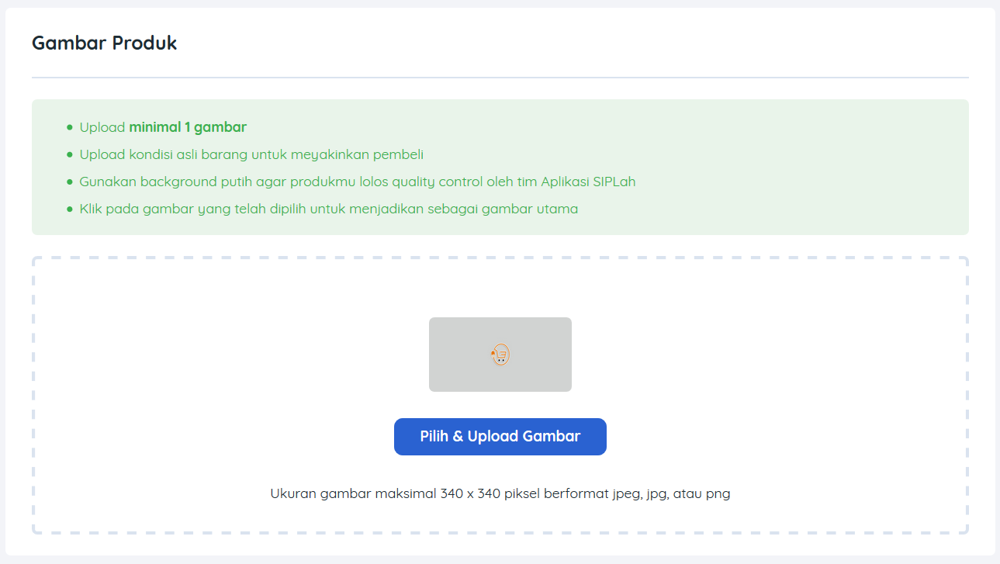 Gambar Produk
Upload minimal 1 gambar
Upload kondisi asli barang untuk meyakinkan pembeli
Gunakan background putih agar produkmu lolos quality control oleh tim Aplikasi SIPLah
Klik pada gambar yang telah dipilih untuk menjadikan sebagai gambar utama
Pilih & Upload Gambar
Ukuran gambar maksimal 340 x 340 piksel berformat jpeg, jpg, atau png